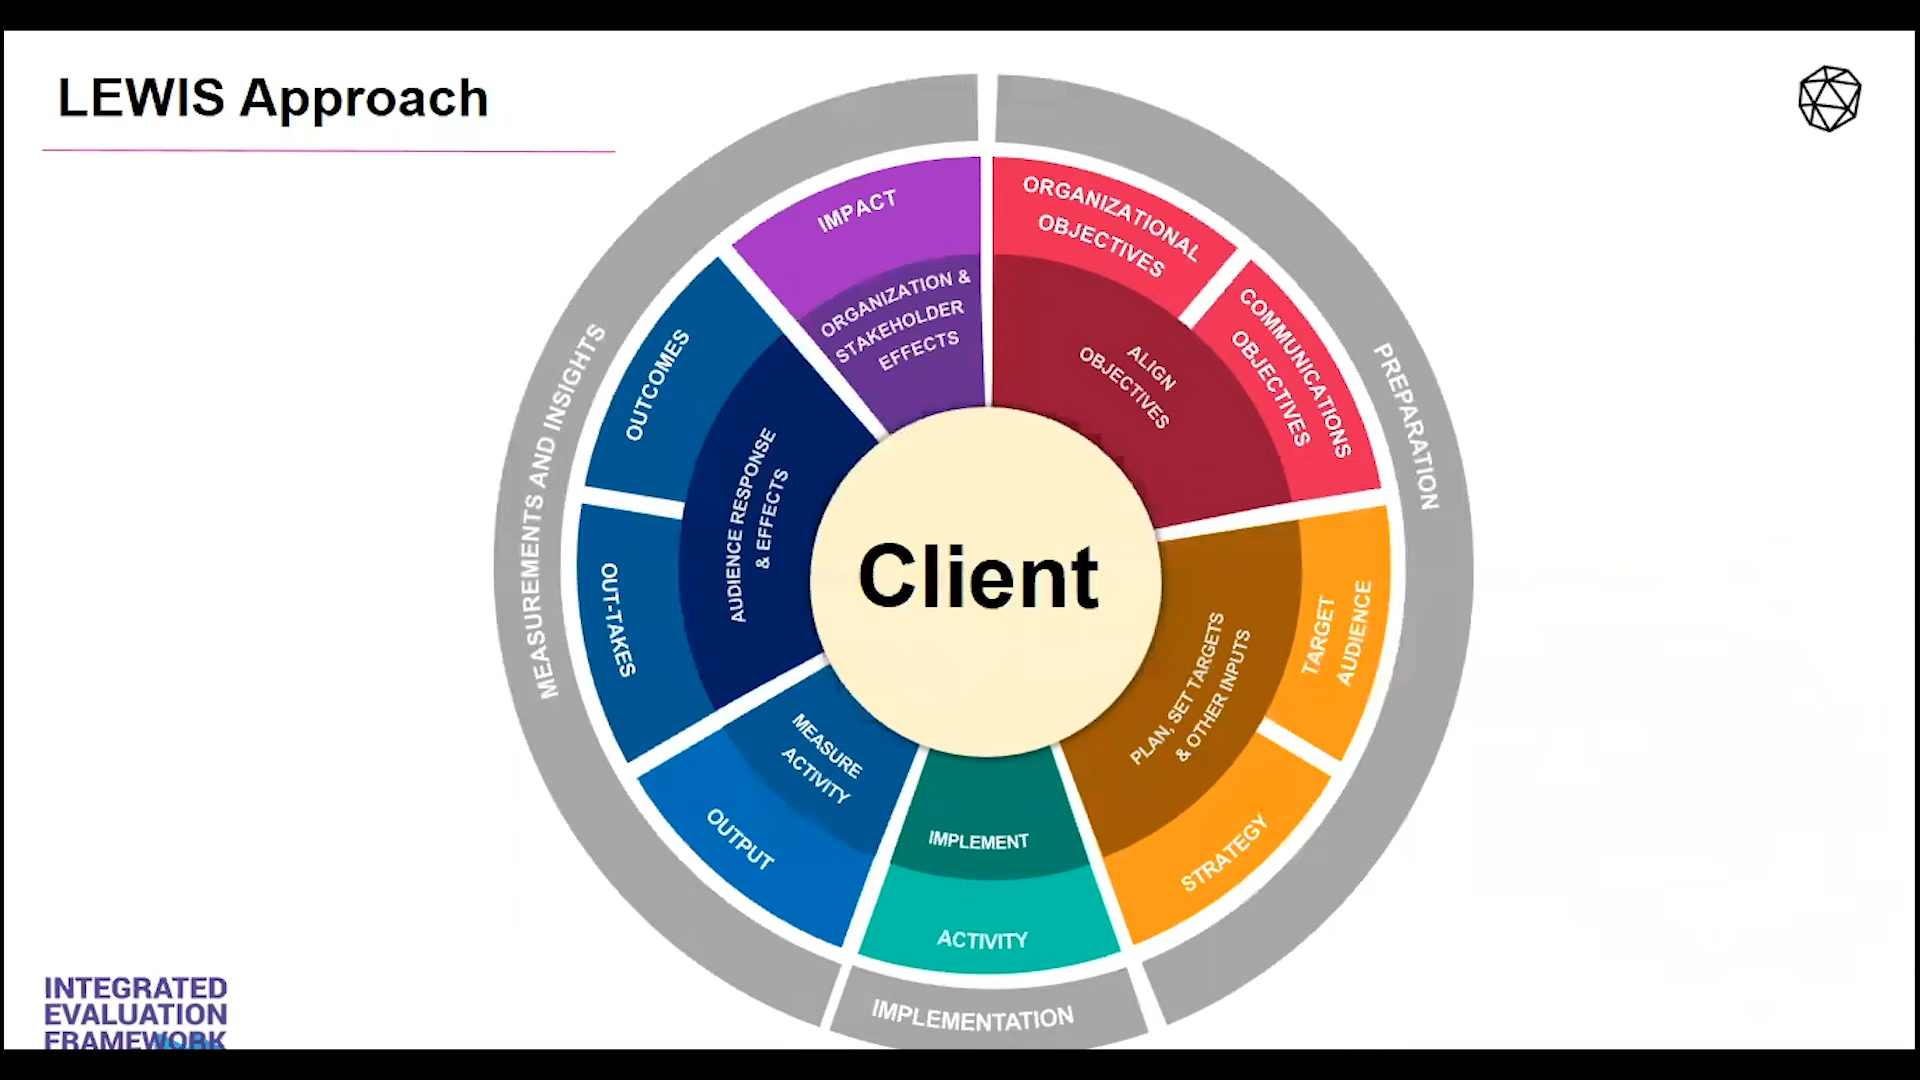 LEWIS Approach
ORGANIZATIONAL
OBJECTIVES
COMMUNICATIONS
OBJECTIVES
ALIGN
OBJECTIVES
PREPARATION
TARGET
AUDIENCE
PLAN, SET TARGETS
& OTHER INPUTS
STRATEGY
IMPLEMENT
ACTIVITY
IMPLEMENTATION
MEASURE
ACTIVITY
OUTPUT
OUT-TAKES
AUDIENCE RESPONSE
& EFFECTS
OUTCOMES
MEASUREMENTS AND INSIGHTS
IMPACT
ORGANIZATION &
STAKEHOLDER
EFFECTS
Client
INTEGRATED
EVALUATION
FRAMEWORK